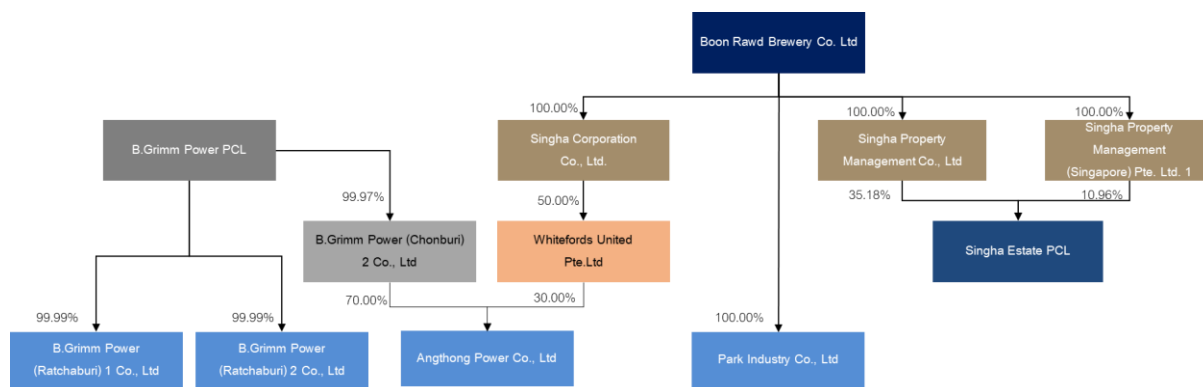 Boon Rawd Brewery Co. Ltd
100.00%
100.00%
100.00%
B.Grimm Power PCL
Singha Corporation
Co., Ltd.
Singha Property
Management Co., Ltd
Singha Property
Management
(Singapore) Pte. Ltd. 1
99.97%
50.00%
35.18%
10.96%
B.Grimm Power (Chonburi)
2 Co., Ltd
Whitefords United
Pte.Ltd
Singha Estate PCL
70.00%
30.00%
99.99%
99.99%
100.00%
B.Grimm Power
(Ratchaburi) 1 Co., Ltd
B.Grimm Power
(Ratchaburi) 2 Co., Ltd
Angthong Power Co., Ltd
Park Industry Co., Ltd